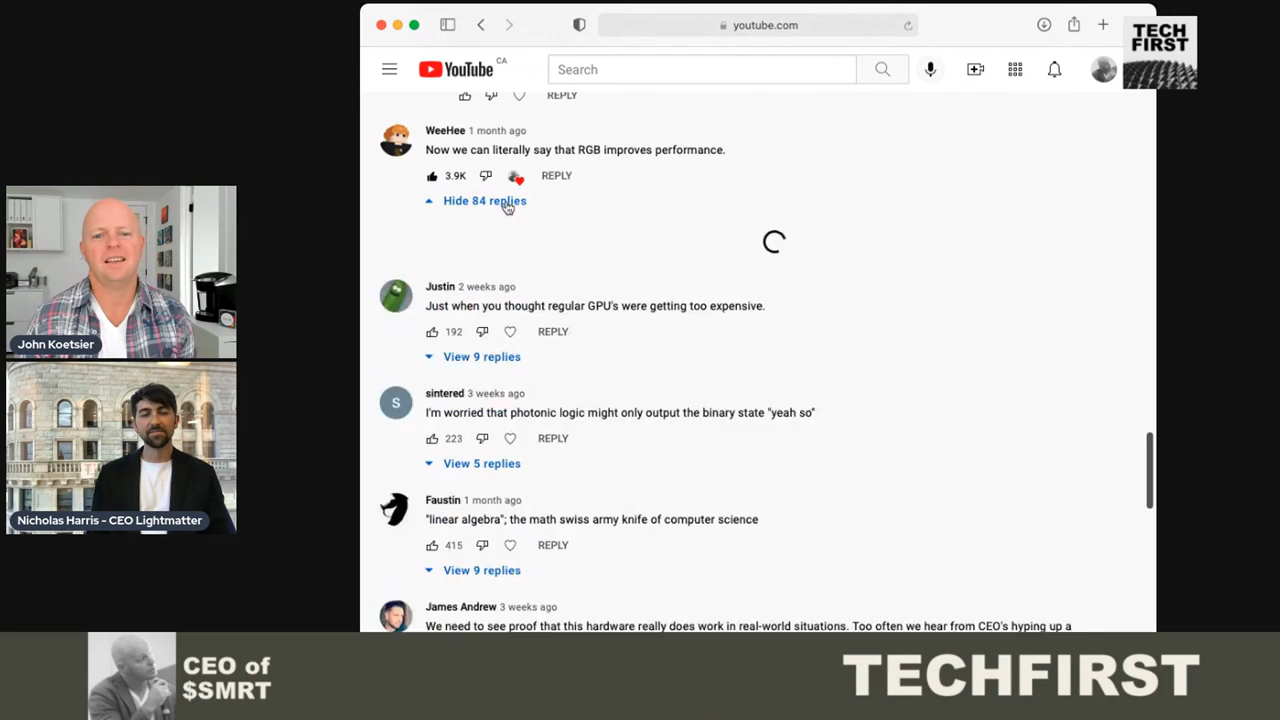 youtube.com
TECH
FIRST
YouTube CA
Search
REPLY
WeeHee 1 month ago
Now we can literally say that RGB improves performance.
3.9K REPLY
Hide 84 replies
Justin 2 weeks ago
Just when you thought regular GPU's were getting too expensive.
192 REPLY
View 9 replies
S
sintered 3 weeks ago
I'm worried that photonic logic might only output the binary state "yeah so"
223 REPLY
View 5 replies
Faustin 1 month ago
"linear algebra"; the math swiss army knife of computer science
415 REPLY
View 9 replies
James Andrew 3 weeks ago
We need to see proof that this hardware really does work in real-world situations. Too often we hear from CEO's hyping up a
John Koetsier
Nicholas Harris - CEO Lightmatter
CEO of
$SMRT
TECHFIRST